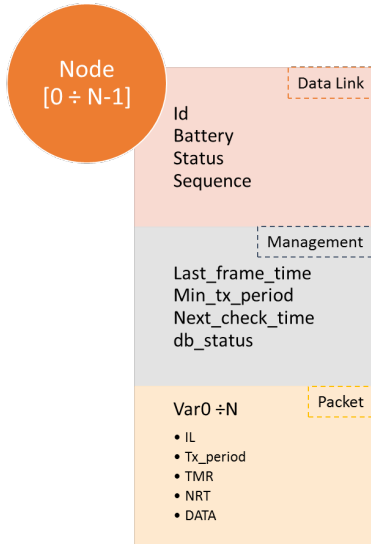 Node
[0 ÷ N-1]
Data Link
Id
Battery
Status
Sequence
Management
Last_frame_time
Min_tx_period
Next_check_time
db_status
Packet
Var0 ÷N
• IL
• Tx_period
• TMR
• NRT
• DATA